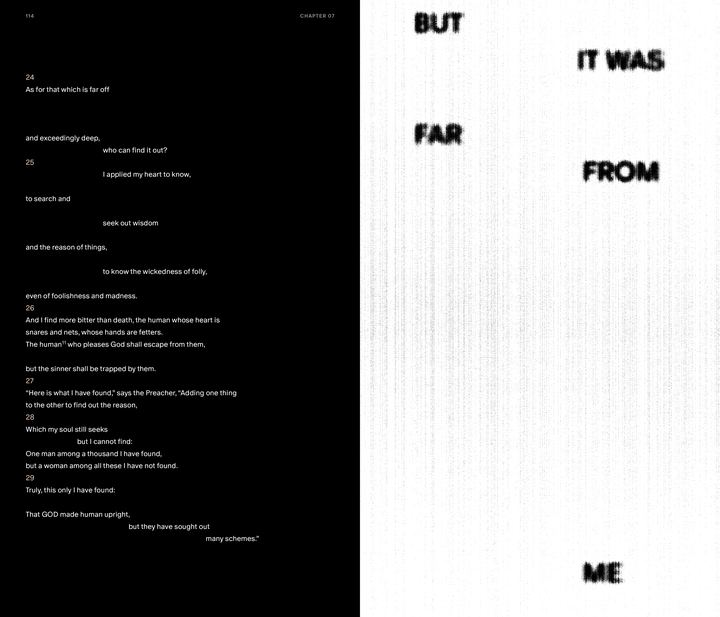 114
CHAPTER 07
24
As for that which is far off
and exceedingly deep,
who can find it out?
25
I applied my heart to know,
to search and
seek out wisdom
and the reason of things,
to know the wickedness of folly,
even of foolishness and madness.
26
And I find more bitter than death, the human whose heart is
snares and nets, whose hands are fetters.
The human¹¹ who pleases God shall escape from them,
but the sinner shall be trapped by them.
27
“Here is what I have found,” says the Preacher, “Adding one thing
to the other to find out the reason,
28
Which my soul still seeks
but I cannot find:
One man among a thousand I have found,
but a woman among all these I have not found.
29
Truly, this only I have found:
That GOD made human upright,
but they have sought out
many schemes.”
BUT
IT WAS
FAR
FROM
ME